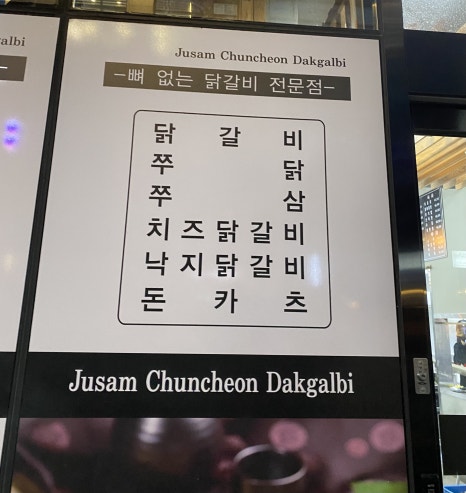 Jusam Chuncheon Dakgalbi
–뼈 없는 닭갈비 전문점–
닭 갈 비
쭈 닭
쭈 삼
치즈닭갈비
낙지닭갈비
돈 카 츠
Jusam Chuncheon Dakgalbi